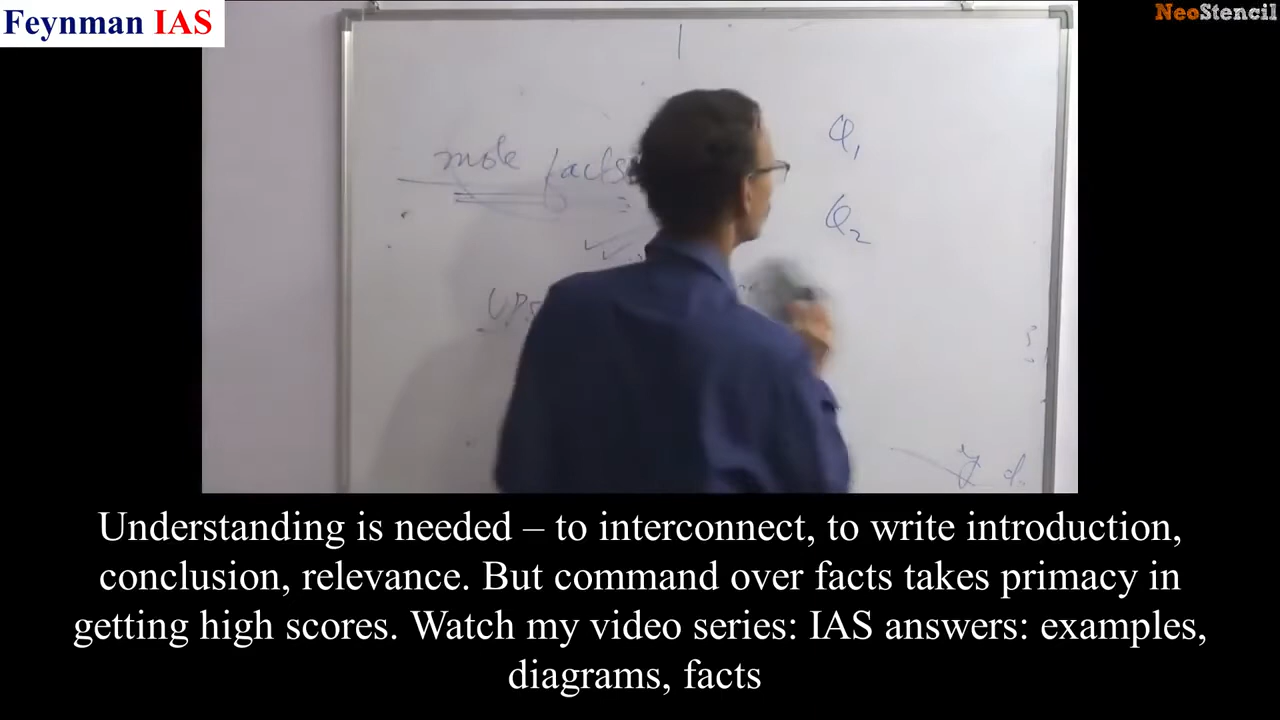 Feynman IAS
NeoStencil
more facts
Q1
Q2
UPS
Understanding is needed – to interconnect, to write introduction,
conclusion, relevance. But command over facts takes primacy in
getting high scores. Watch my video series: IAS answers: examples,
diagrams, facts